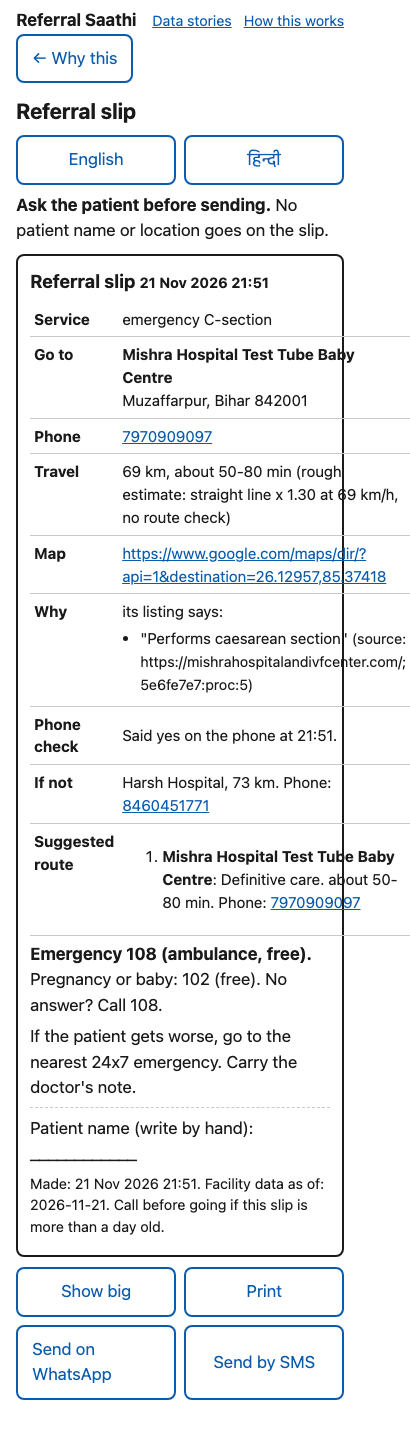 Referral Saathi Data stories How this works
← Why this
Referral slip
English हिन्दी
Ask the patient before sending. No
patient name or location goes on the slip.
Referral slip 21 Nov 2026 21:51
Service emergency C-section
Go to Mishra Hospital Test Tube Baby
Centre
Muzaffarpur, Bihar 842001
Phone 7970909097
Travel 69 km, about 50-80 min (rough
estimate: straight line x 1.30 at 69 km/h,
no route check)
Map https://www.google.com/maps/dir/?
api=1&destination=26.12957,85.37418
Why its listing says:
• "Performs caesarean section" (source:
https://mishrahospitalandivfcenter.com/;
5e6fe7e7:proc:5)
Phone
check Said yes on the phone at 21:51.
If not Harsh Hospital, 73 km. Phone:
8460451771
Suggested
route
1. Mishra Hospital Test Tube Baby
Centre: Definitive care. about 50-
80 min. Phone: 7970909097
Emergency 108 (ambulance, free).
Pregnancy or baby: 102 (free). No
answer? Call 108.
If the patient gets worse, go to the
nearest 24x7 emergency. Carry the
doctor's note.
Patient name (write by hand):
____________
Made: 21 Nov 2026 21:51. Facility data as of:
2026-11-21. Call before going if this slip is
more than a day old.
Show big Print
Send on
WhatsApp Send by SMS